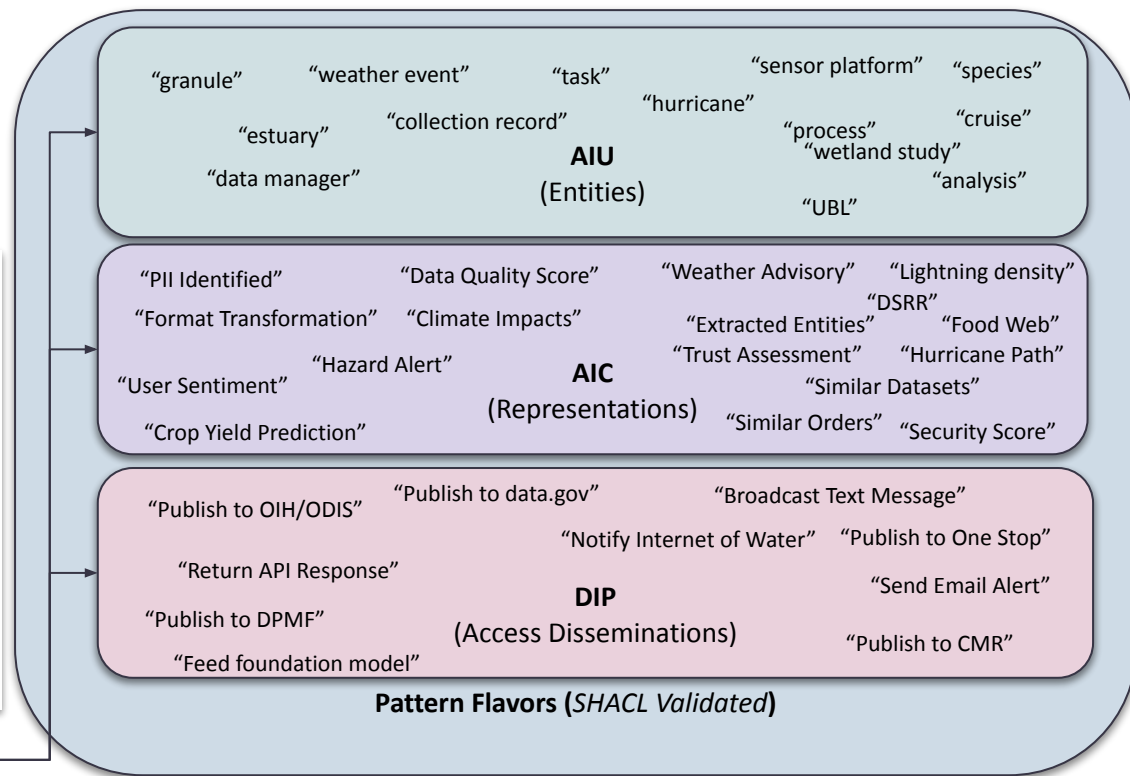 “granule”
“weather event”
“task”
“sensor platform”
“species”
“hurricane”
“estuary”
“collection record”
“process”
“cruise”
“wetland study”
AIU
“data manager”
(Entities)
“analysis”
“UBL”
“PII Identified”
“Data Quality Score”
“Weather Advisory”
“Lightning density”
“DSRR”
“Format Transformation”
“Climate Impacts”
“Extracted Entities”
“Food Web”
“Hazard Alert”
“Trust Assessment”
“Hurricane Path”
“User Sentiment”
AIC
“Similar Datasets”
(Representations)
“Crop Yield Prediction”
“Similar Orders”
“Security Score”
“Publish to OIH/ODIS”
“Publish to data.gov”
“Broadcast Text Message”
“Notify Internet of Water”
“Publish to One Stop”
“Return API Response”
“Send Email Alert”
DIP
“Publish to DPMF”
(Access Disseminations)
“Publish to CMR”
“Feed foundation model”
Pattern Flavors (SHACL Validated)